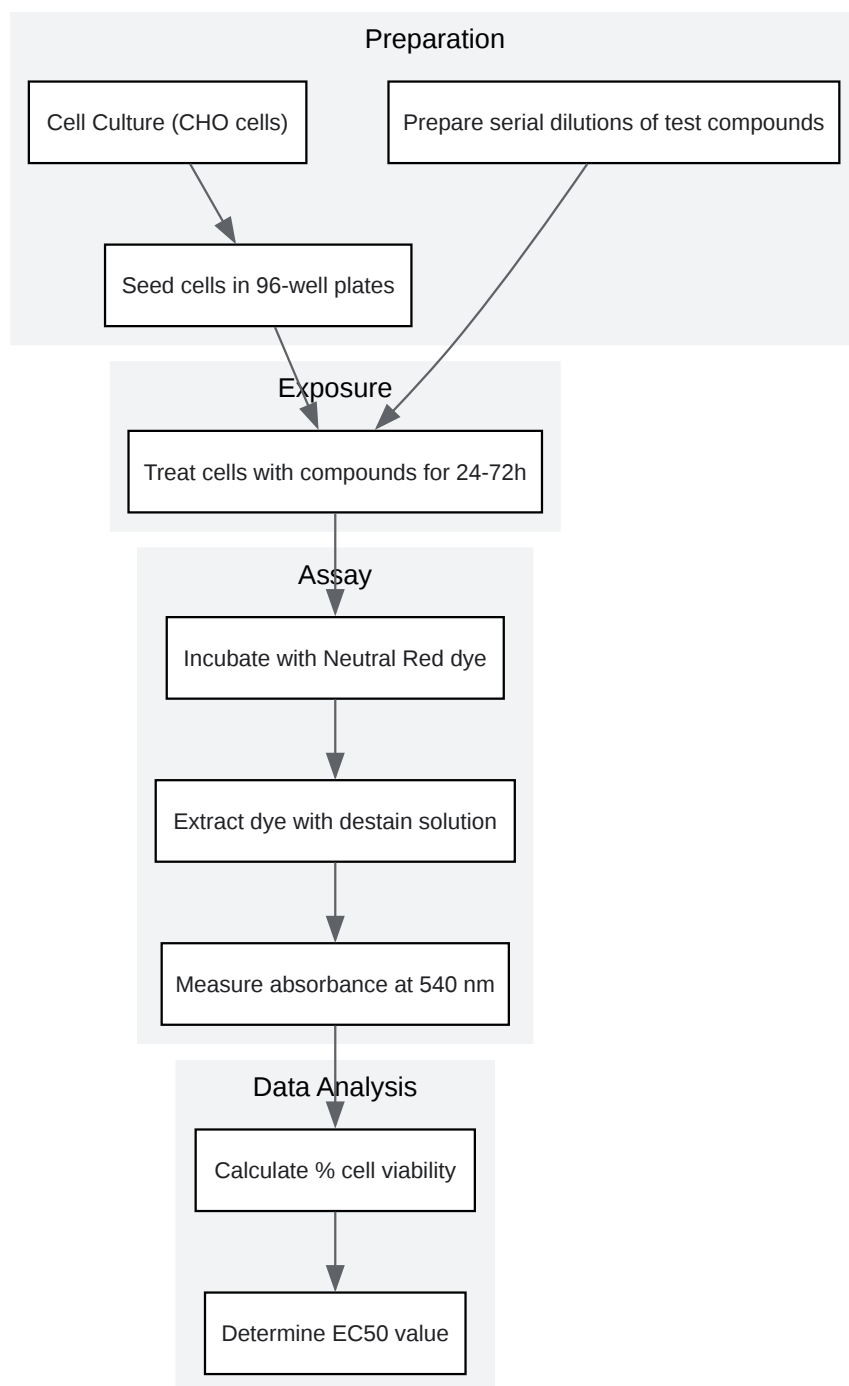 Preparation
Cell Culture (CHO cells)
Prepare serial dilutions of test compounds
Seed cells in 96-well plates
Exposure
Treat cells with compounds for 24-72h
Assay
Incubate with Neutral Red dye
Extract dye with destain solution
Measure absorbance at 540 nm
Data Analysis
Calculate % cell viability
Determine EC50 value